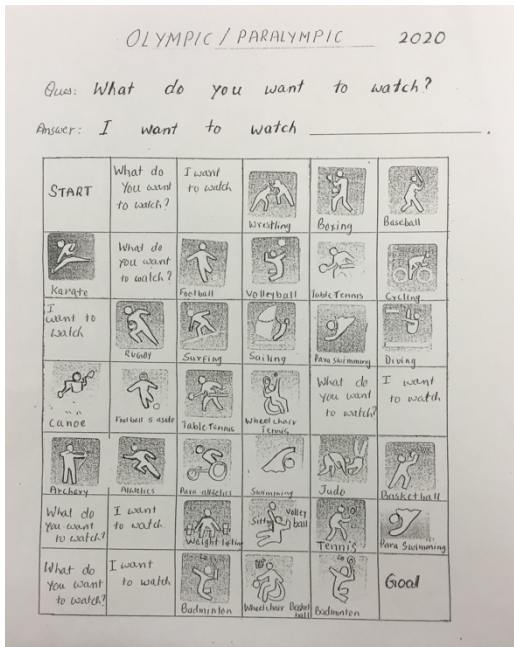 OLYMPIC / PARALYMPIC 2020
Ques: What do you want to watch?
Answer: I want to watch ____________.
START
What do
You want
to watch?
I want
to watch
Wrestling
Boxing
Baseball
Karate
What do
You want
to watch?
Football
Volleyball
Table Tennis
Cycling
I
want to
watch
RUGBY
Surfing
Sailing
Para Swimming
Diving
Canoe
Football 5 aside
Table Tennis
Wheel chair
Tennis
What do
you want
to watch?
I want
to watch
Archery
Athletics
Para athletics
Swimming
Judo
Basketball
What do
you want
to watch?
I want
to watch
Weight lifting
Sitting volley
ball
Tennis
Para Swimming
What do
you want
to watch?
I want
to watch
Badminton
Wheel chair Basket
ball
Badminton
Goal